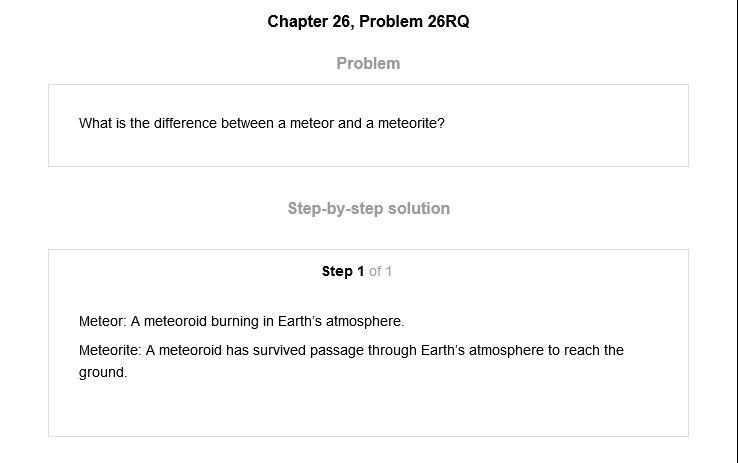 Chapter 26, Problem 26RQ
Problem
What is the difference between a meteor and a meteorite?
Step-by-step solution
Step 1 of 1
Meteor: A meteoroid burning in Earth's atmosphere.
Meteorite: A meteoroid has survived passage through Earth's atmosphere to reach the
ground.